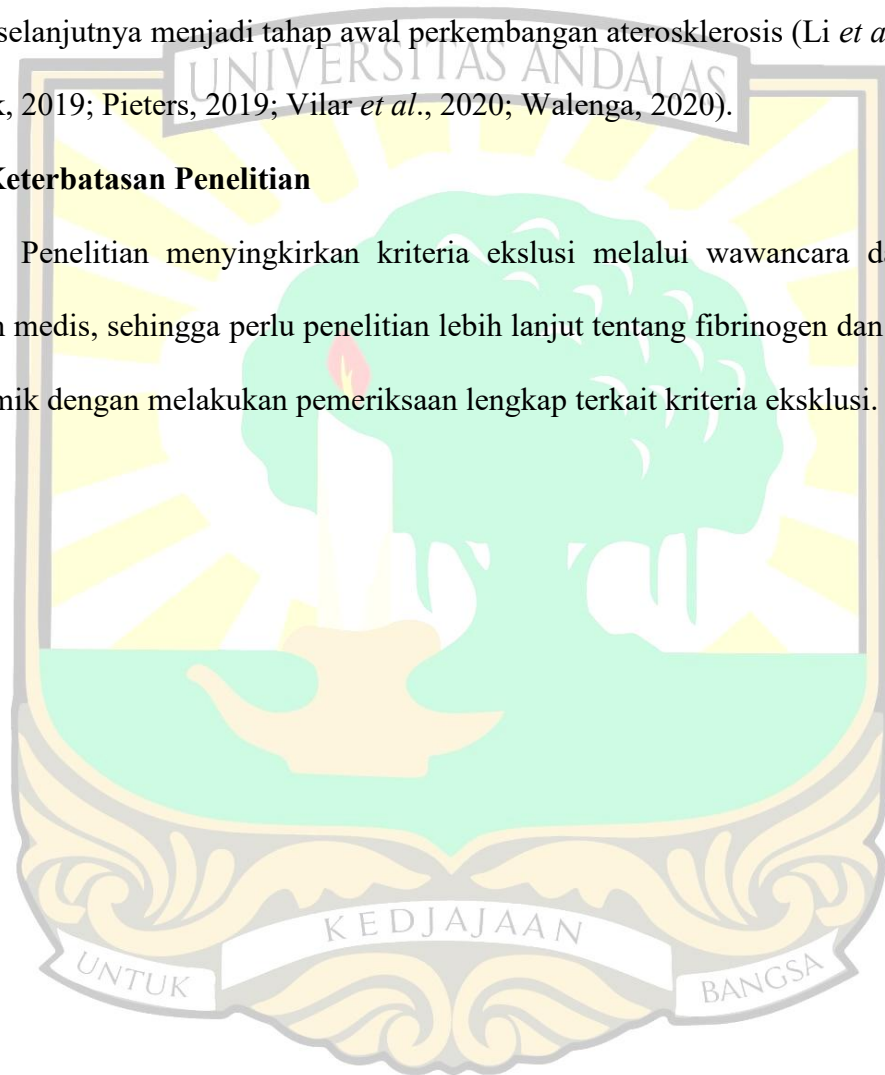 selanjutnya menjadi tahap awal perkembangan aterosklerosis (Li et a
UNIVERSITAS ANDALAS
, 2019; Pieters, 2019; Vilar et al., 2020; Walenga, 2020).
Keterbatasan Penelitian
Penelitian menyingkirkan kriteria ekslusi melalui wawancara da
medis, sehingga perlu penelitian lebih lanjut tentang fibrinogen dan
mik dengan melakukan pemeriksaan lengkap terkait kriteria eksklusi.
KEDJAJAAN
UNTUK
BANGSA